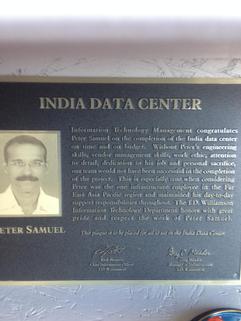 INDIA DATA CENTER
Information Technology Management congratulates
Peter Samuel on the completion of the India data center
on time and on budget. Without Peter's engineering
skills, vendor management skills, work ethic, attention
to detail, dedication to his job and personal sacrifice,
our team would not have been successful in the completion
of the project. This is especially true when considering
Peter was the one infrastructure employee in the Far
East Asia Pacific region and maintained his day-to-day
support responsibilities throughout. The J.D. Williamson
Information Technology Department honors with great
pride and respect the work of Peter Samuel.
PETER SAMUEL
This plaque is to be placed for all to see in the India Data Center